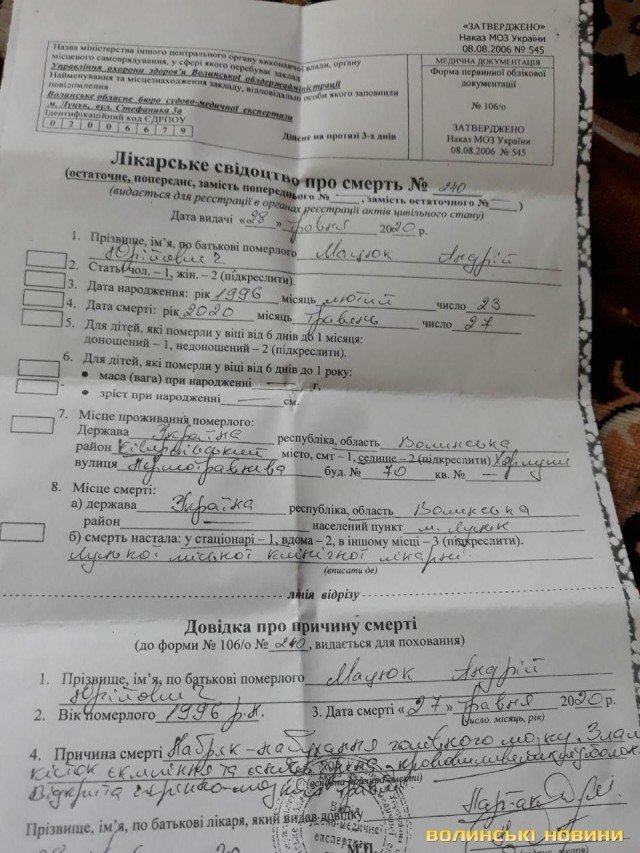 «ЗАТВЕРДЖЕНО»
Наказ МОЗ України
08.08.2006 № 545
Назва міністерства іншого центрального органу виконавчої влади, органу
місцевого самоврядування, у сфері якого перебуває заклад
Управління охорони здоров'я Волинської облдержадміністрації
Найменування та місцезнаходження закладу, відповідальні особи якого заповнили
повідомлення
Волинське обласне бюро судово-медичної експертизи
м. Луцьк, вул. Стефаника 3а
Ідентифікаційний код ЄДРПОУ
0 2 0 0 6 6 7 9
Дійсне на протязі 3-х днів
МЕДИЧНА ДОКУМЕНТАЦІЯ
Форма первинної облікової
документації
№ 106/о
ЗАТВЕРДЖЕНО
Наказ МОЗ України
08.08.2006 № 545
Лікарське свідоцтво про смерть № 240
(остаточне, попереднє, замість попереднього № —, замість остаточного № —)
(видається для реєстрації в органах реєстрації актів цивільного стану)
Дата видачі «28» травня 2020 р.
1. Прізвище, ім'я, по батькові померлого Мацюк Андрій
Юрійович
2. Стать: чол. – 1, жін. – 2 (підкреслити).
3. Дата народження: рік 1996 місяць лютий число 23
4. Дата смерті: рік 2020 місяць травень число 27
5. Для дітей, які померли у віці від 6 днів до 1 місяця:
доношений – 1, недоношений – 2 (підкреслити).
6. Для дітей, які померли у віці від 6 днів до 1 року:
• маса (вага) при народженні — г,
• зріст при народженні — см.
7. Місце проживання померлого:
Держава Україна республіка, область Волинська
район Ківерцівський місто, смт – 1, селище – 2 (підкреслити)
вулиця Першотравнева буд. № 70 кв. № —
8. Місце смерті:
а) держава Україна республіка, область Волинська
район — населений пункт м. Луцьк
б) смерть настала: у стаціонарі – 1, вдома – 2, в іншому місці – 3 (підкреслити).
Луцької міської клінічної лікарні
(вписати де)
лінія відрізу
Довідка про причину смерті
(до форми № 106/о № 240, видається для поховання)
1. Прізвище, ім'я, по батькові померлого Мацюк Андрій
Юрійович
2. Вік померлого 1996 р.н. 3. Дата смерті «27» травня 2020 р.
(число, місяць, рік)
4. Причина смерті Набряк-набухання головного мозку. Злам
кісток склепіння та
Відкрита черепно-мозкова травма
Прізвище, ім'я, по батькові лікаря, який видав довідку
М.П.
ВОЛИНСЬКІ НОВИНИ